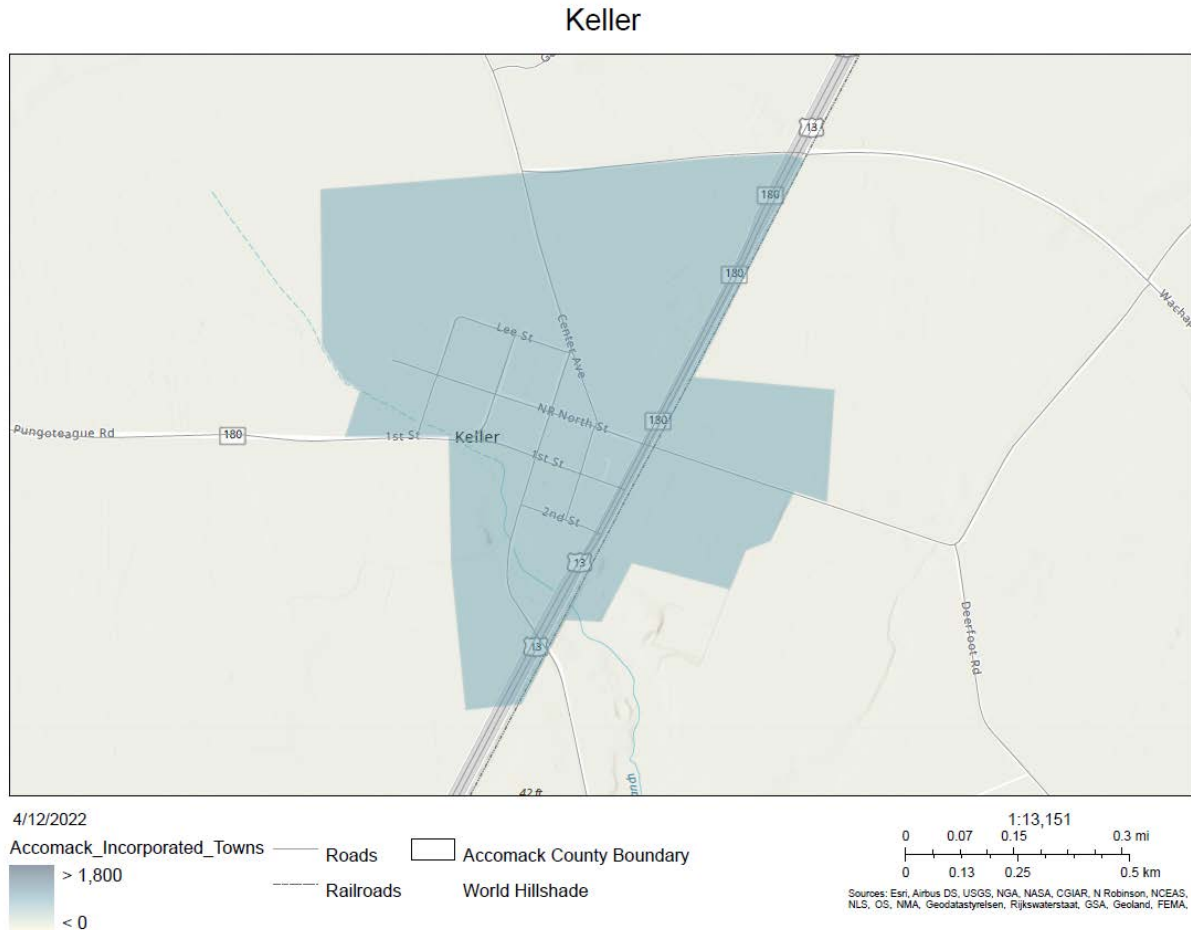 Keller
G
13
180
180
Wachap
Lee St
Center Ave
NR North St
180
Pungoteague Rd
180
1st St
Keller
1st St
2nd St
13
Deerfoot Rd
13
42 ft
4/12/2022
Accomack_Incorporated_Towns
> 1,800
< 0
Roads
Railroads
Accomack County Boundary
World Hillshade
1:13,151
0 0.07 0.15 0.3 mi
0 0.13 0.25 0.5 km
Sources: Esri, Airbus DS, USGS, NGA, NASA, CGIAR, N Robinson, NCEAS,
NLS, OS, NMA, Geodatastyrelsen, Rijkswaterstaat, GSA, Geoland, FEMA,